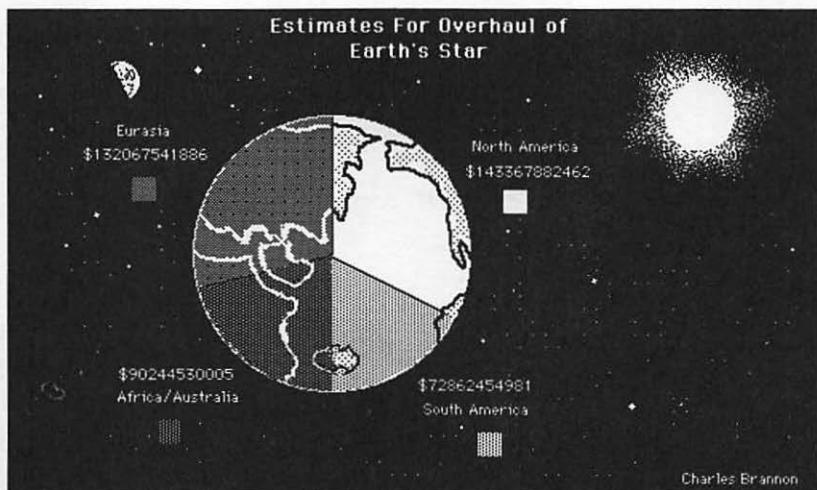 Estimates For Overhaul of
Earth's Star
Eurasia
$132067541886
North America
$143367882462
$90244530005
Africa/Australia
$72862454981
South America
Charles Brannon